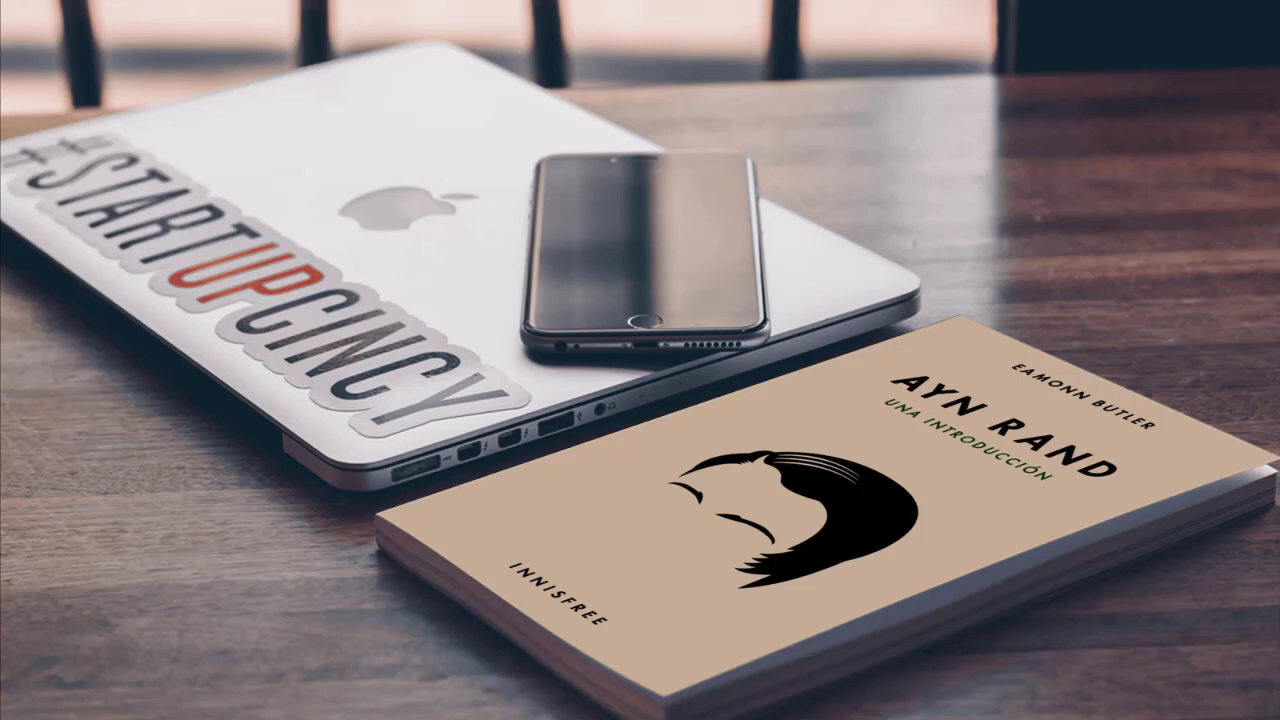 #STARTUPCINCY
EAMONN BUTLER
AYN RAND
UNA INTRODUCCIÓN
INNISFREE